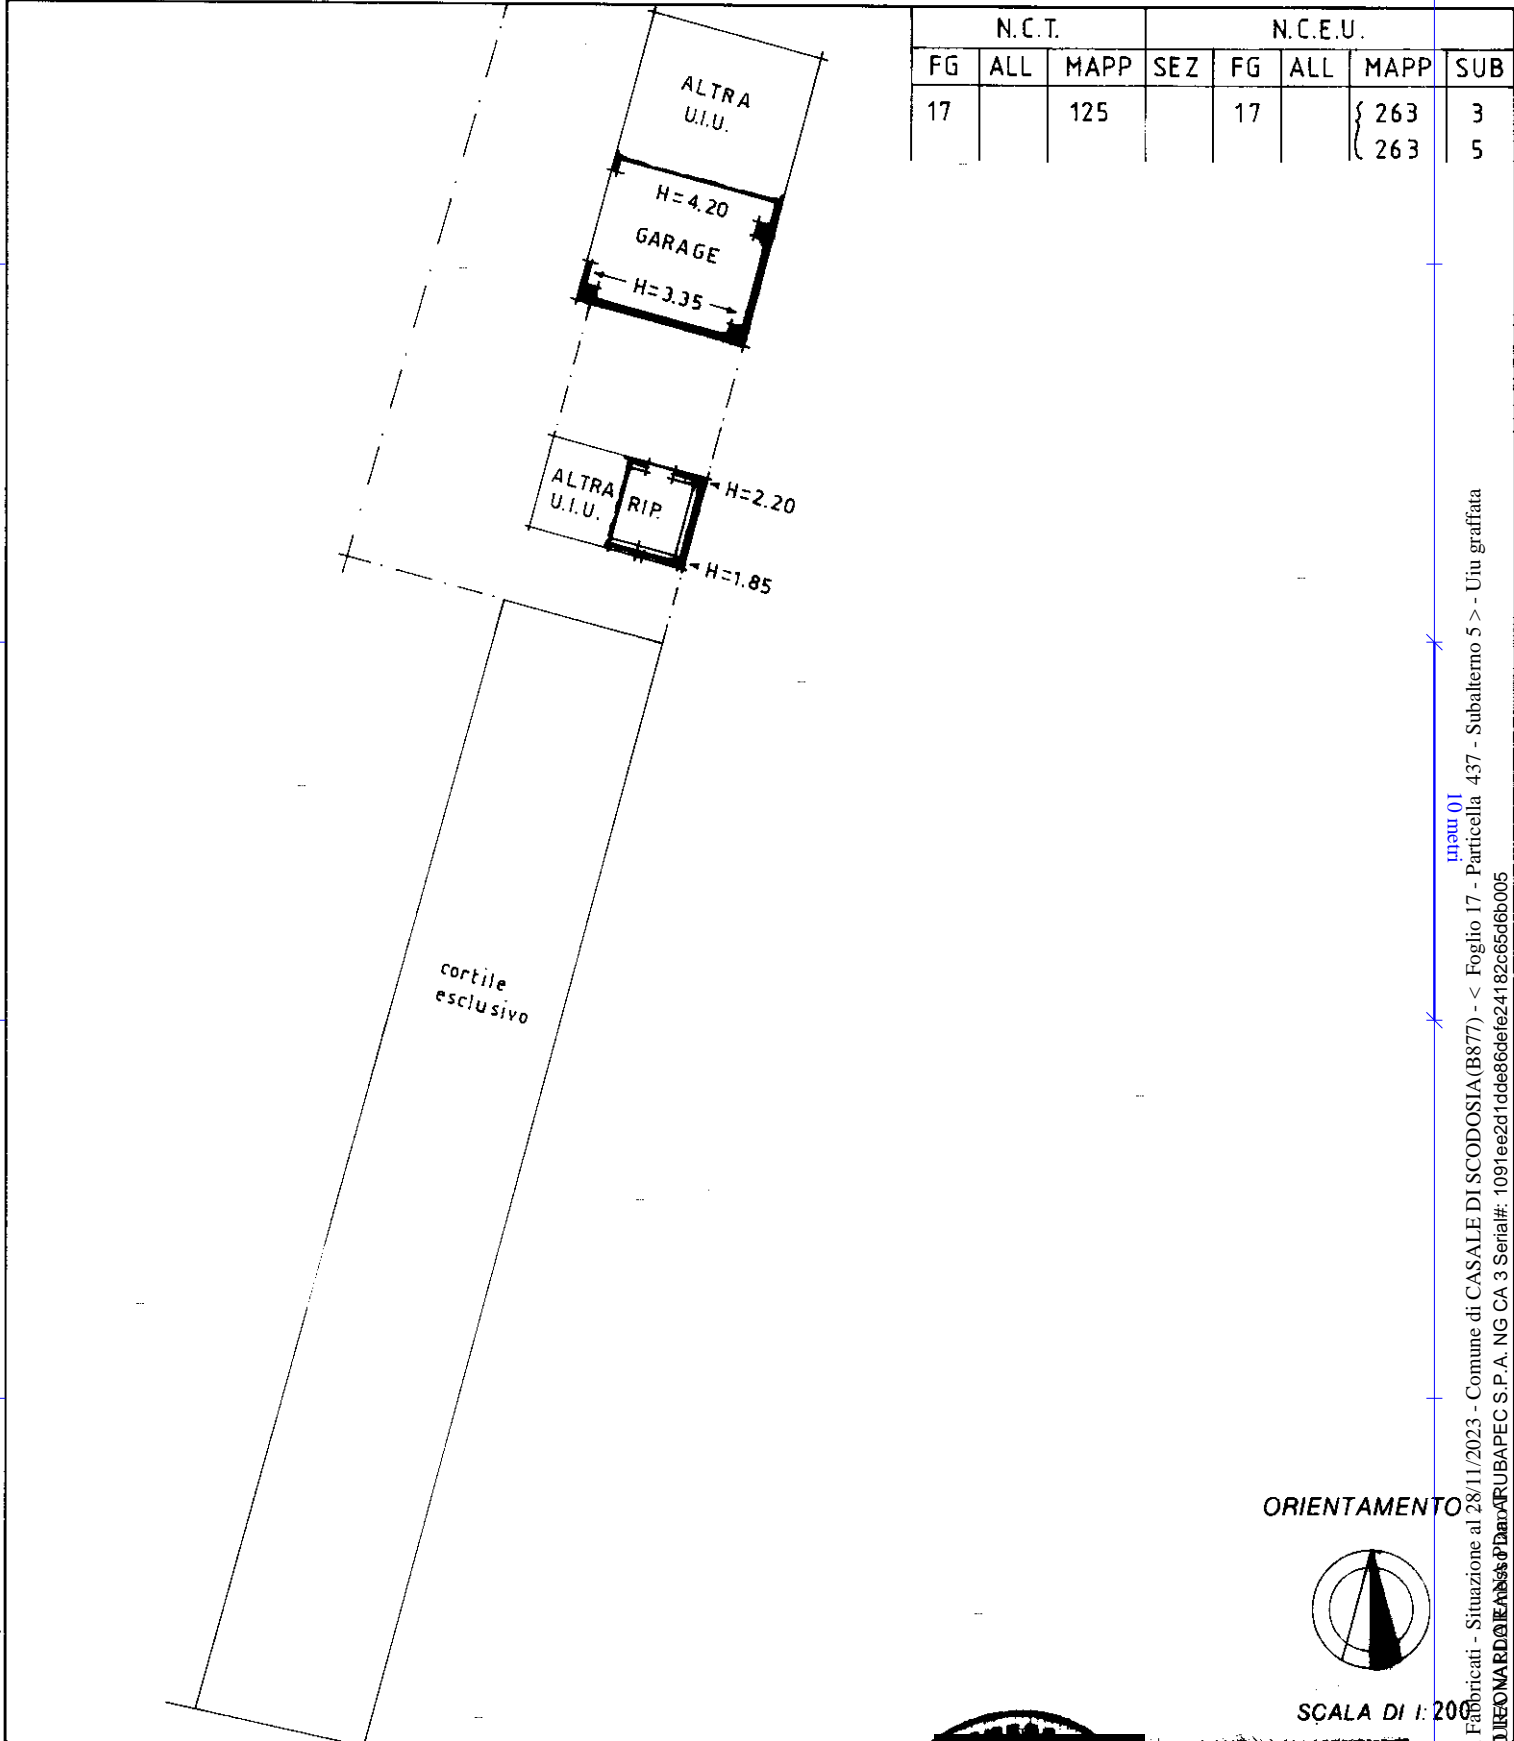 N.C.T. N.C.E.U.
FG ALL MAPP SEZ FG ALL MAPP SUB
17 125 17 263 3
263 5
ALTRA
U.I.U.
H=4.20
GARAGE
H=3.35
ALTRA
U.I.U.
RIP.
H=2.20
H=1.85
cortile
esclusivo
10 metri
Fabbricati - Situazione al 28/11/2023 - Comune di CASALE DI SCODOSIA(B877) - < Foglio 17 - Particella 437 - Subalterno 5 > - Uiu graffata
ARUBAPEC S.P.A. NG CA 3 Serial#: 1091ee2d1dde86defe24182c65d6b005
ORIENTAMENTO
SCALA DI 1:200